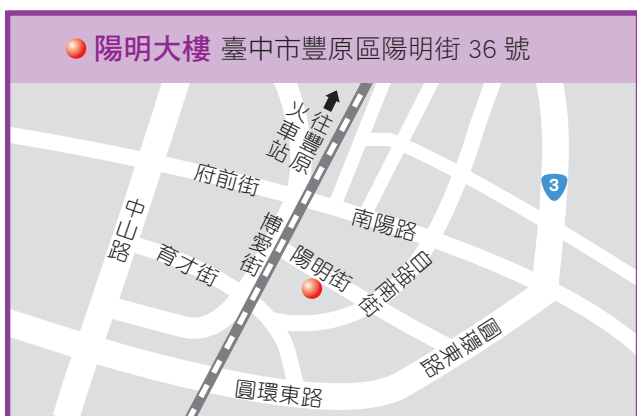 陽明大樓 臺中市豐原區陽明街 36 號
往豐原
火車站
府前街
3
中山路
博愛街
南陽路
育才街
陽明街
自強南街
圓環東路
圓環東路